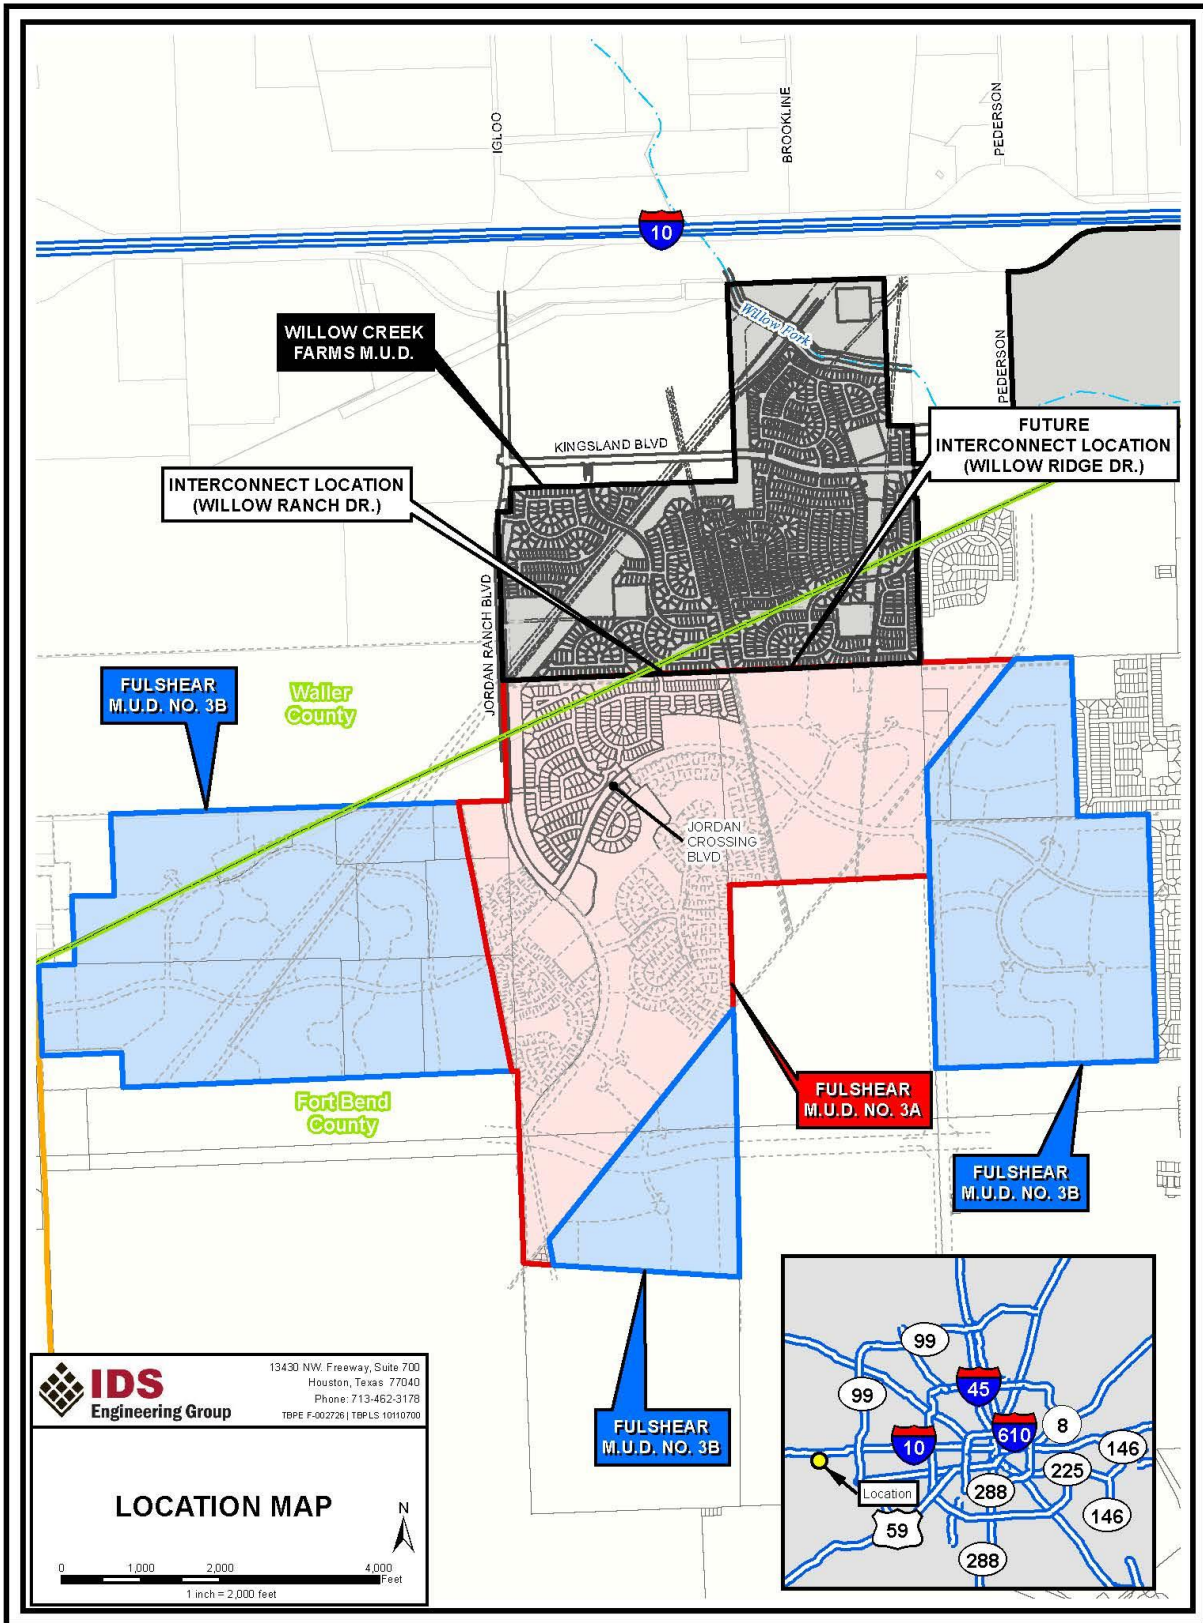 IGLOO
BROOKLINE
PEDERSON
10
WILLOW CREEK
FARMS M.U.D.
Willow Fork
PEDERSON
KINGSLAND BLVD
FUTURE
INTERCONNECT LOCATION
(WILLOW RIDGE DR.)
INTERCONNECT LOCATION
(WILLOW RANCH DR.)
JORDAN RANCH BLVD
FULSHEAR
M.U.D. NO. 3B
Waller
County
JORDAN
CROSSING
BLVD
Fort Bend
County
FULSHEAR
M.U.D. NO. 3A
FULSHEAR
M.U.D. NO. 3B
FULSHEAR
M.U.D. NO. 3B
IDS
Engineering Group
13430 NW. Freeway, Suite 700
Houston, Texas 77040
Phone: 713-462-3178
TBPE F-002726 | TBPLS 10110700
LOCATION MAP
N
0 1,000 2,000 4,000
Feet
1 inch = 2,000 feet
99
99
45
10
610
8
146
225
288
146
Location
59
288